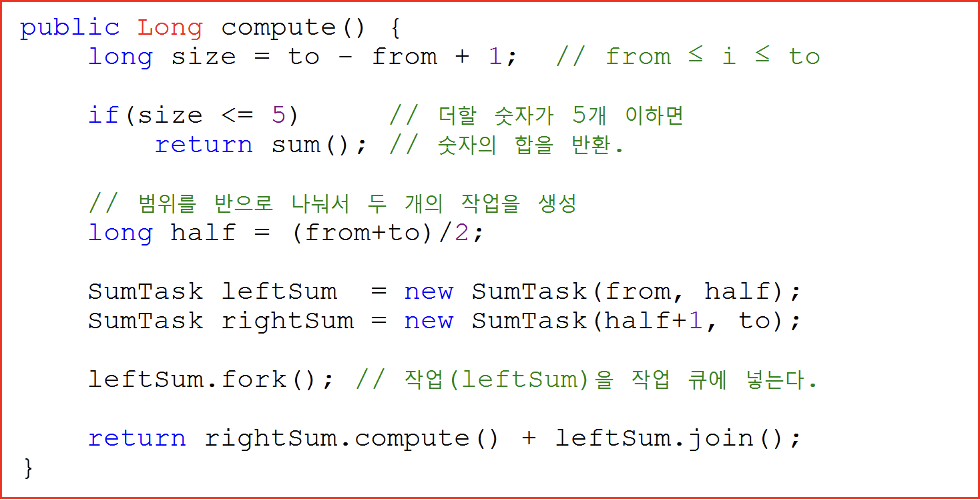 public Long compute() {
long size = to – from + 1;  // from ≤ i ≤ to
if(size <= 5)       // 더할 숫자가 5개 이하면
return sum(); // 숫자의 합을 반환.
// 범위를 반으로 나눠서 두 개의 작업을 생성
long half = (from+to)/2;
SumTask leftSum  = new SumTask(from, half);
SumTask rightSum = new SumTask(half+1, to);
leftSum.fork(); // 작업(leftSum)을 작업 큐에 넣는다.
return rightSum.compute() + leftSum.join();
}